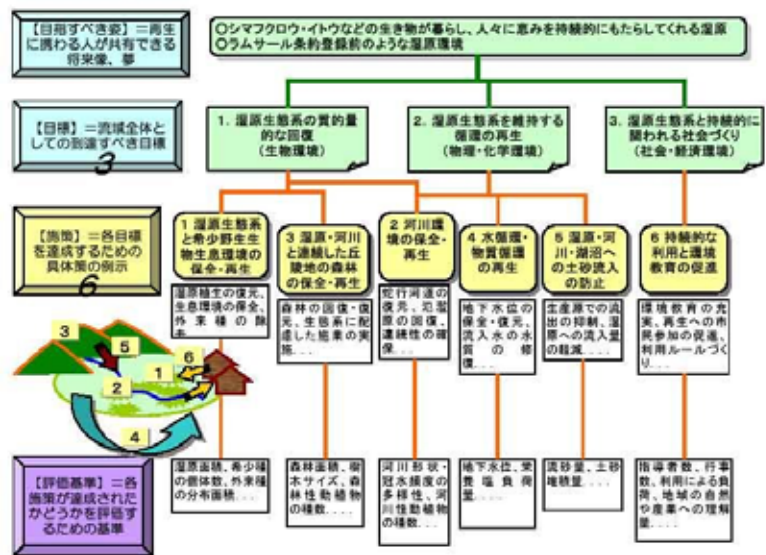 【目指すべき姿】＝再生
に携わる人が共有できる
将来像、夢
○シマフクロウ・イトウなどの生き物が暮らし、人々に恵みを持続的にもたらしてくれる湿原
○ラムサール条約登録前のような湿原環境
【目標】＝流域全体と
しての到達すべき目標
3
1. 湿原生態系の質的量
的な回復
（生物環境）
2. 湿原生態系を維持する
循環の再生
（物理・化学環境）
3. 湿原生態系と持続的に
関われる社会づくり
（社会・経済環境）
【施策】＝各目標
を達成するための
具体策の例示
6
1 湿原生態系
と希少野生生
物生息環境の
保全・再生
3 湿原・河川
と連続した丘
陵地の森林
の保全・再生
2 河川環
境の保全・
再生
4 水循環・
物質循環
の再生
5 湿原・河
川・湖沼へ
の土砂流入
の防止
6 持続的な
利用と環境
教育の促進
湿原植生の復元、
生息環境の保全、
外来種の除
去...
森林の回復・復
元、生態系に配
慮した施業の実
施....
蛇行河道の
復元、氾濫
原の回復、
連続性の確
保...
地下水位の
保全・復元、
流入水の水
質の修
復....
生産源での流
出の抑制、湿
原への流入量
の軽減....
環境教育の充
実、再生への市
民参加の促進、
利用ルールづく
り...
3
5
6
1
2
4
【評価基準】＝各
施策が達成された
かどうかを評価す
るための基準
湿原面積、希少種
の個体数、外来種
の分布面積....
森林面積、樹
木サイズ、森
林性動植物の
種数....
河川形状・
冠水頻度の
多様性、河
川性動植物
の種数....
地下水位、栄
養塩負荷
量....
流砂量、土砂
堆積量....
指導者数、行事
数、利用による負
荷、地域の自然
や産業への理解
量....